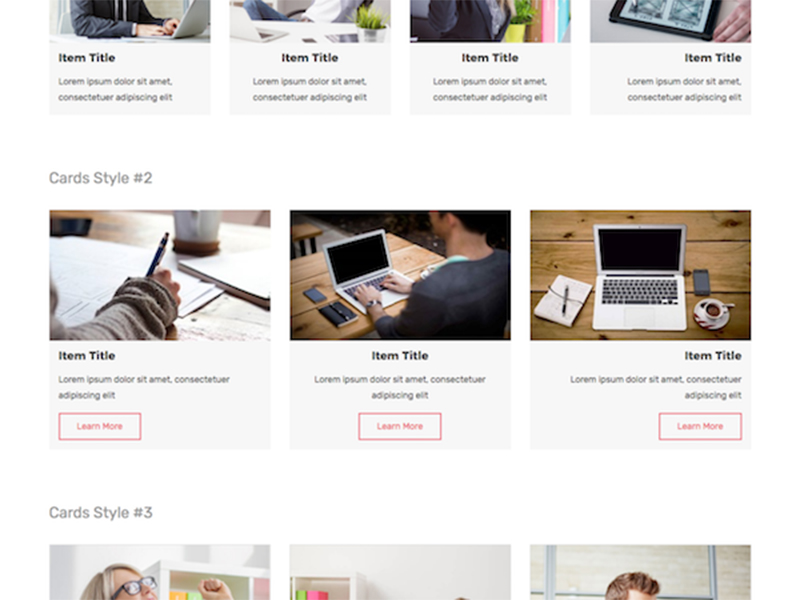 Item Title
Lorem ipsum dolor sit amet,
consectetuer adipiscing elit
Item Title
Lorem ipsum dolor sit amet,
consectetuer adipiscing elit
Item Title
Lorem ipsum dolor sit amet,
consectetuer adipiscing elit
Item Title
Lorem ipsum dolor sit amet,
consectetuer adipiscing elit
Cards Style #2
Item Title
Lorem ipsum dolor sit amet, consectetuer
adipiscing elit
Learn More
Item Title
Lorem ipsum dolor sit amet, consectetuer
adipiscing elit
Learn More
Item Title
Lorem ipsum dolor sit amet, consectetuer
adipiscing elit
Learn More
Cards Style #3